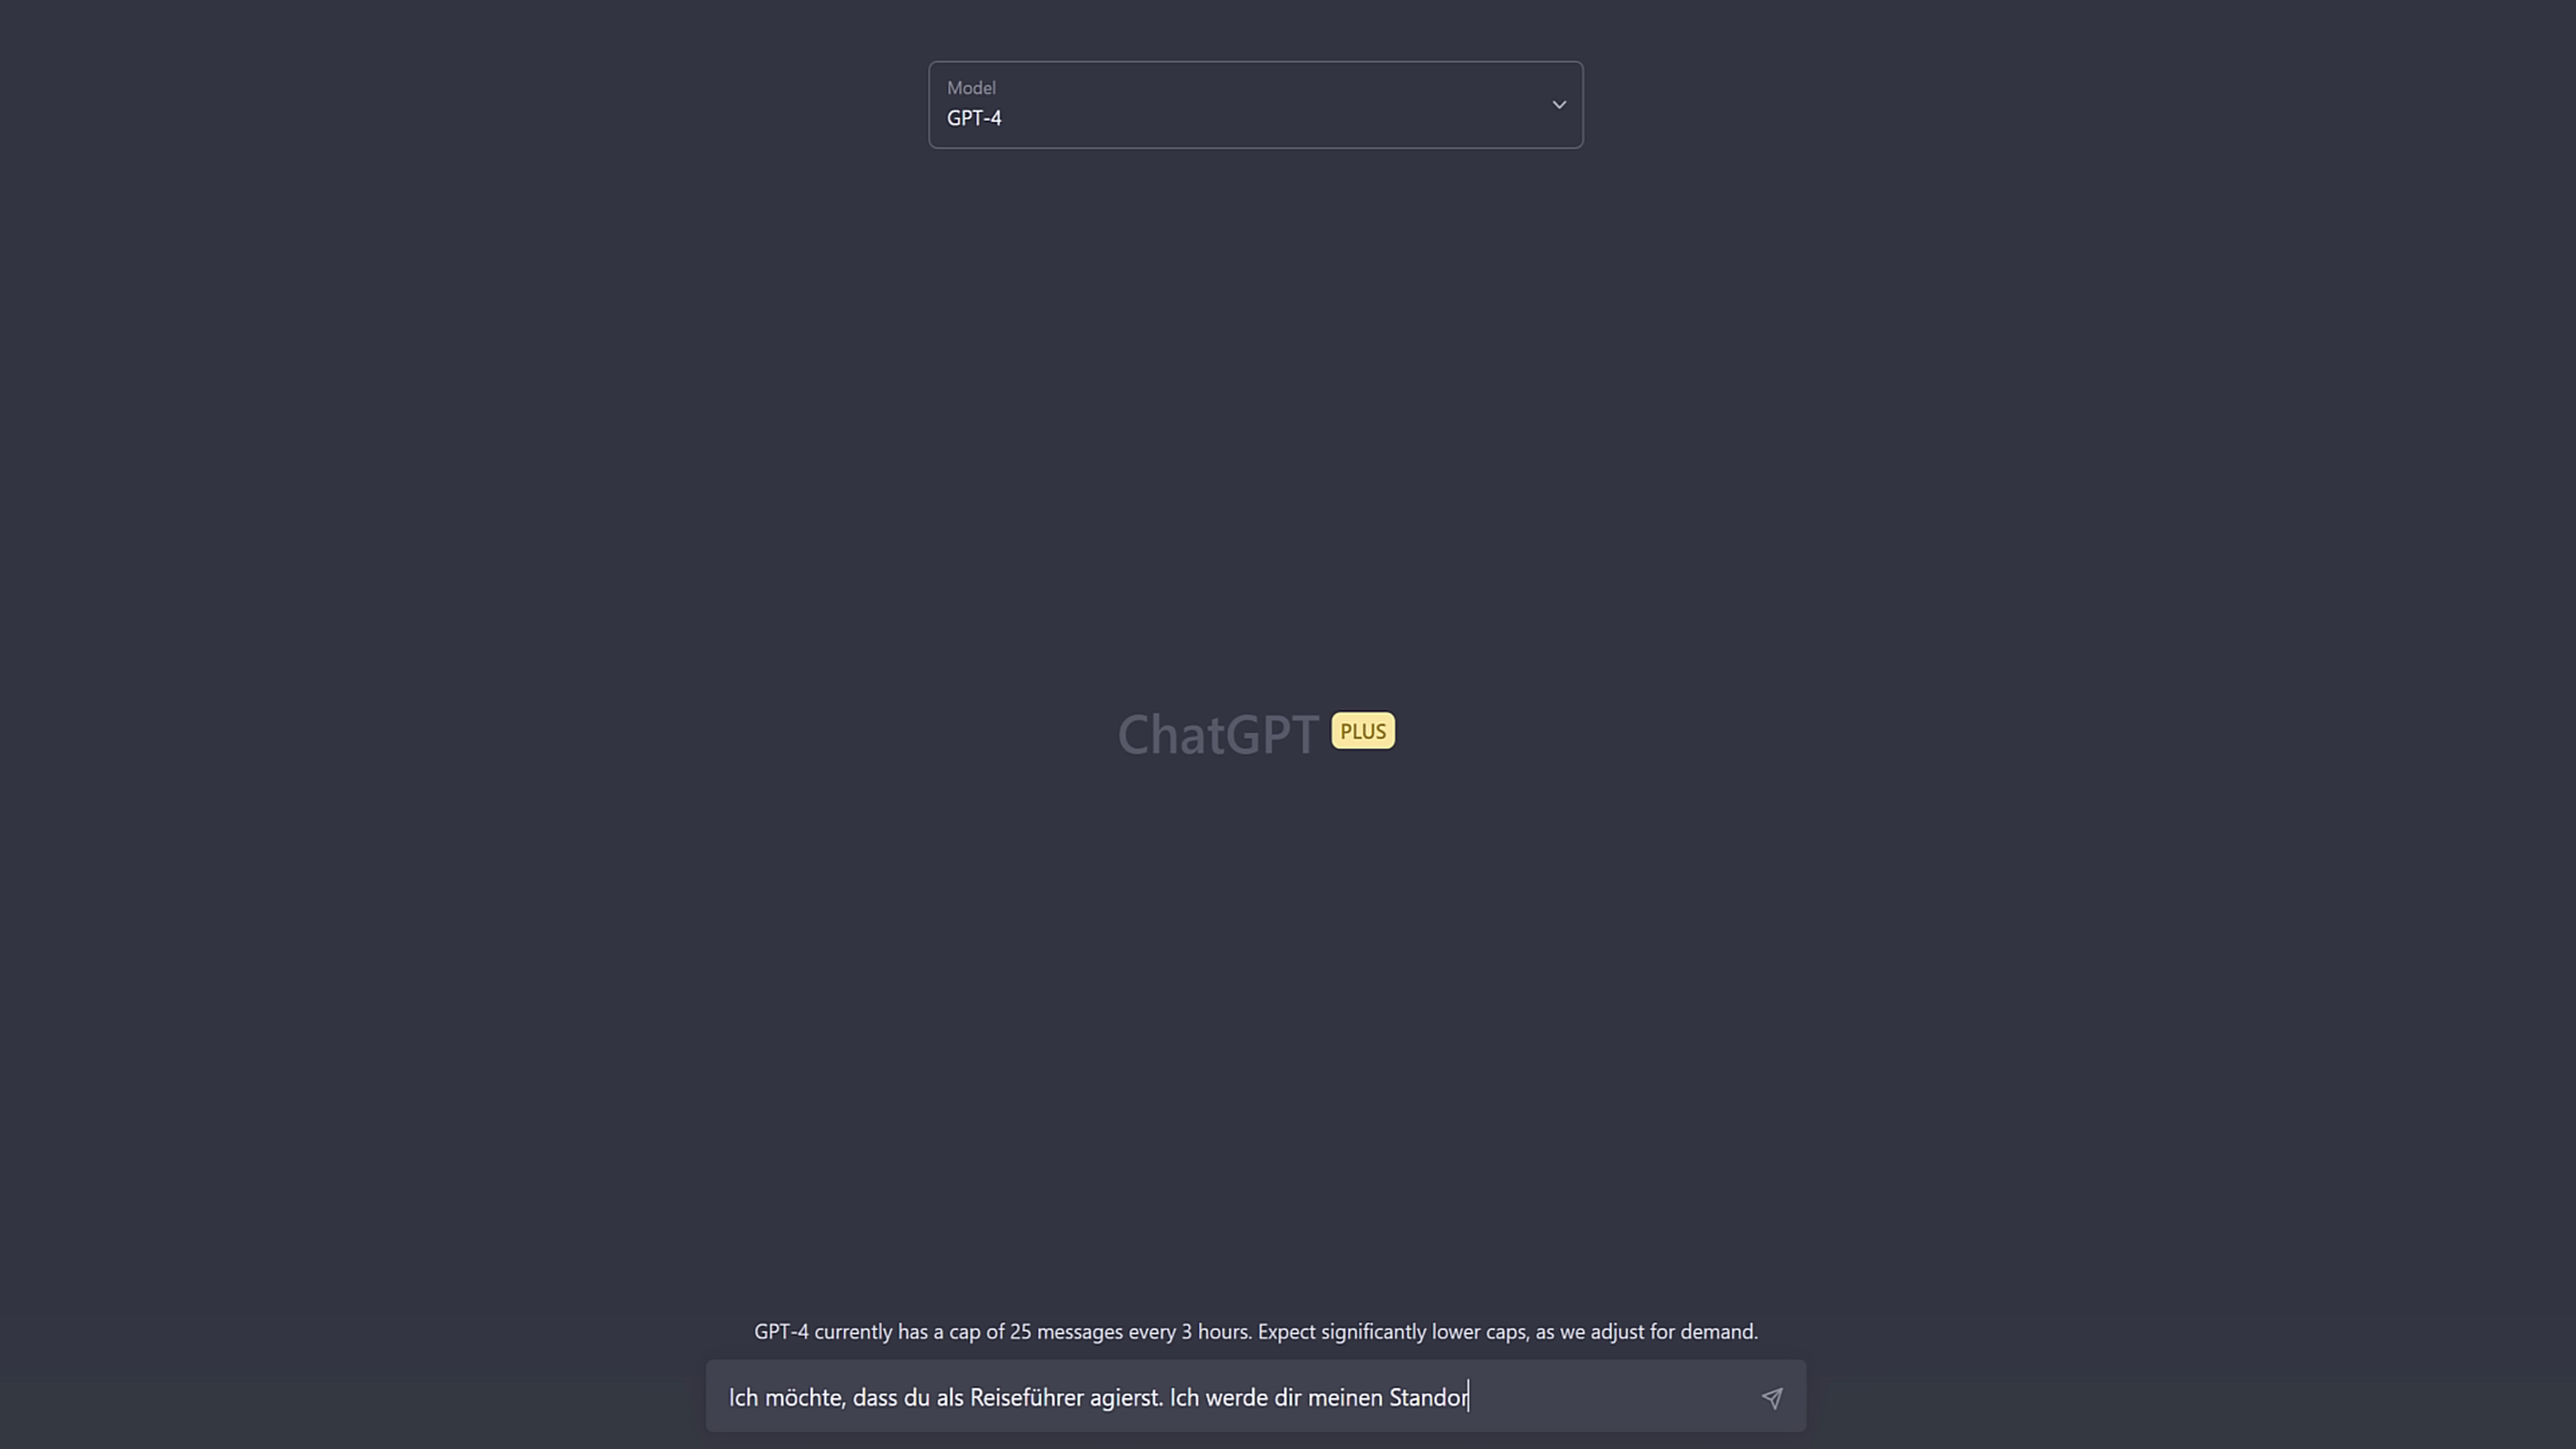 Model
GPT-4
ChatGPT PLUS
GPT-4 currently has a cap of 25 messages every 3 hours. Expect significantly lower caps, as we adjust for demand.
Ich möchte, dass du als Reiseführer agierst. Ich werde dir meinen Standor